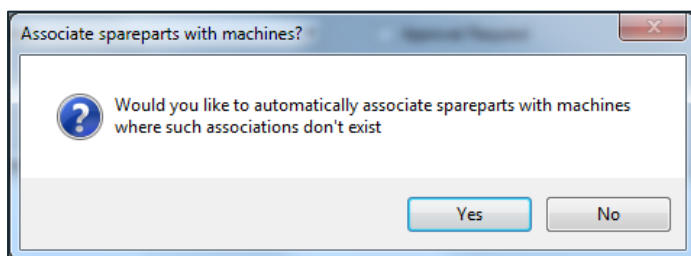 Associate spareparts with machines?
Would you like to automatically associate spareparts with machines
where such associations don't exist
Yes No